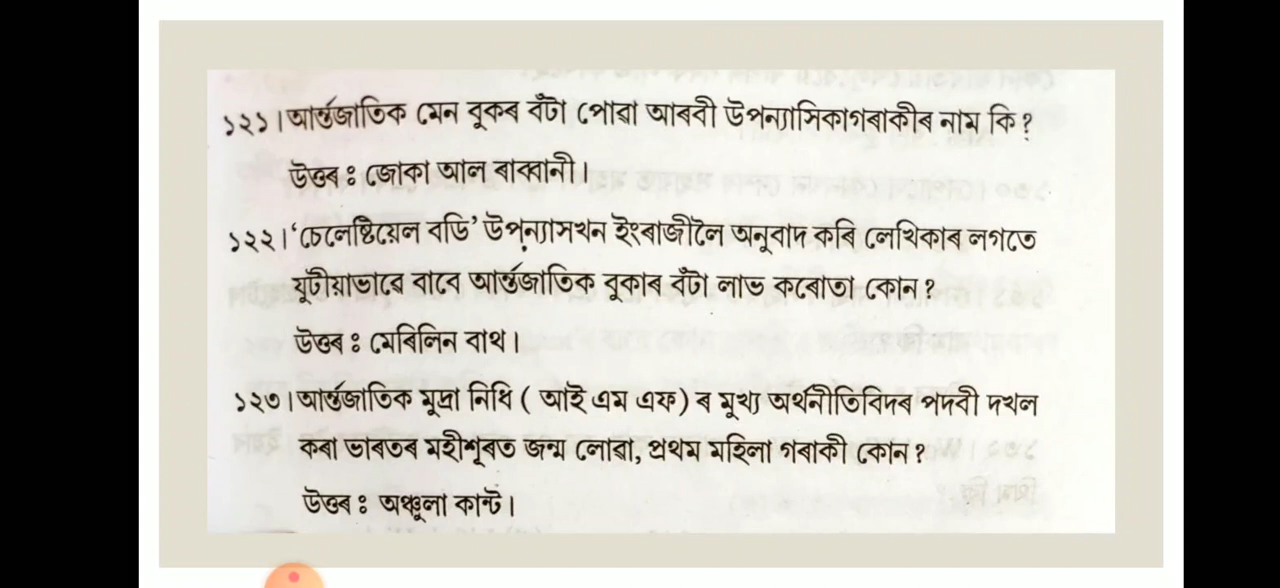 ১২১। আৰ্ন্তজাতিক মেন বুকৰ বঁটা পোৱা আৰবী উপন্যাসিকাগৰাকীৰ নাম কি?
উত্তৰ ঃ জোকা আল ৰাব্বানী।
১২২। ‘চেলেষ্টিয়েল বডি’ উপন্যাসখন ইংৰাজীলৈ অনুবাদ কৰি লেখিকাৰ লগতে
যুটীয়াভাৱে বাবে আৰ্ন্তজাতিক বুকাৰ বঁটা লাভ কৰোতা কোন?
উত্তৰ ঃ মেৰিলিন বাথ।
১২৩। আৰ্ন্তজাতিক মুদ্ৰা নিধি ( আই এম এফ) ৰ মুখ্য অৰ্থনীতিবিদৰ পদবী দখল
কৰা ভাৰতৰ মহীশূৰত জন্ম লোৱা, প্ৰথম মহিলা গৰাকী কোন?
উত্তৰ ঃ অঞ্চুলা কান্ট।